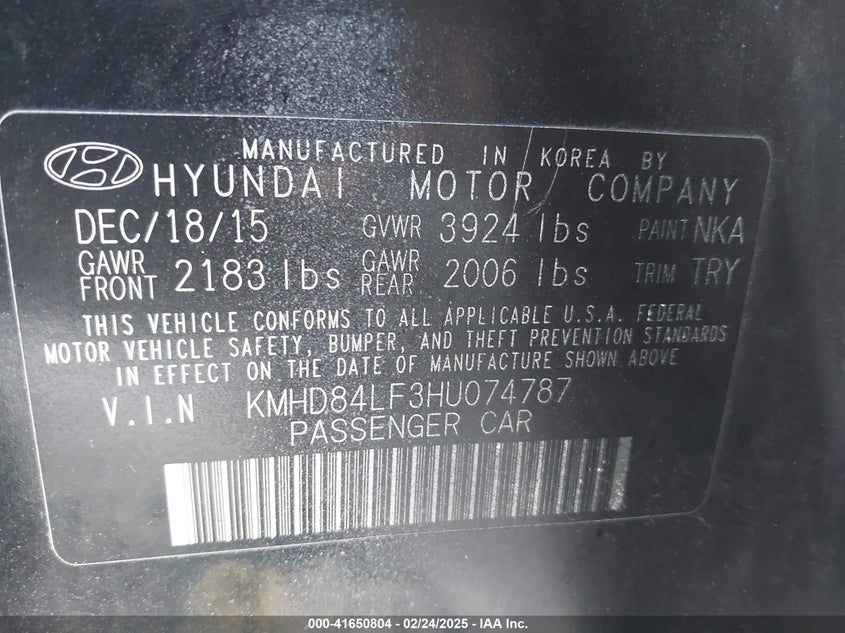 MANUFACTURED IN KOREA BY
HYUNDAI MOTOR COMPANY
DEC/18/15 GVWR 3924 lbs PAINT NKA
GAWR FRONT 2183 lbs GAWR REAR 2006 lbs TRIM TRY
THIS VEHICLE CONFORMS TO ALL APPLICABLE U.S.A. FEDERAL
MOTOR VEHICLE SAFETY, BUMPER, AND THEFT PREVENTION STANDARDS
IN EFFECT ON THE DATE OF MANUFACTURE SHOWN ABOVE
V.I.N KMHD84LF3HU074787
PASSENGER CAR
000-41650804 - 02/24/2025 - IAA Inc.